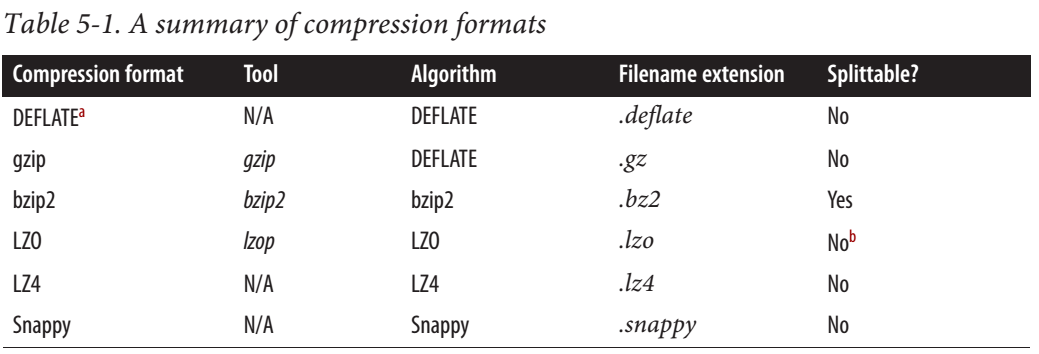 Table 5-1. A summary of compression formats
Compression format Tool Algorithm Filename extension Splittable?
DEFLATEa N/A DEFLATE .deflate No
gzip gzip DEFLATE .gz No
bzip2 bzip2 bzip2 .bz2 Yes
LZO lzop LZO .lzo Nob
LZ4 N/A LZ4 .lz4 No
Snappy N/A Snappy .snappy No